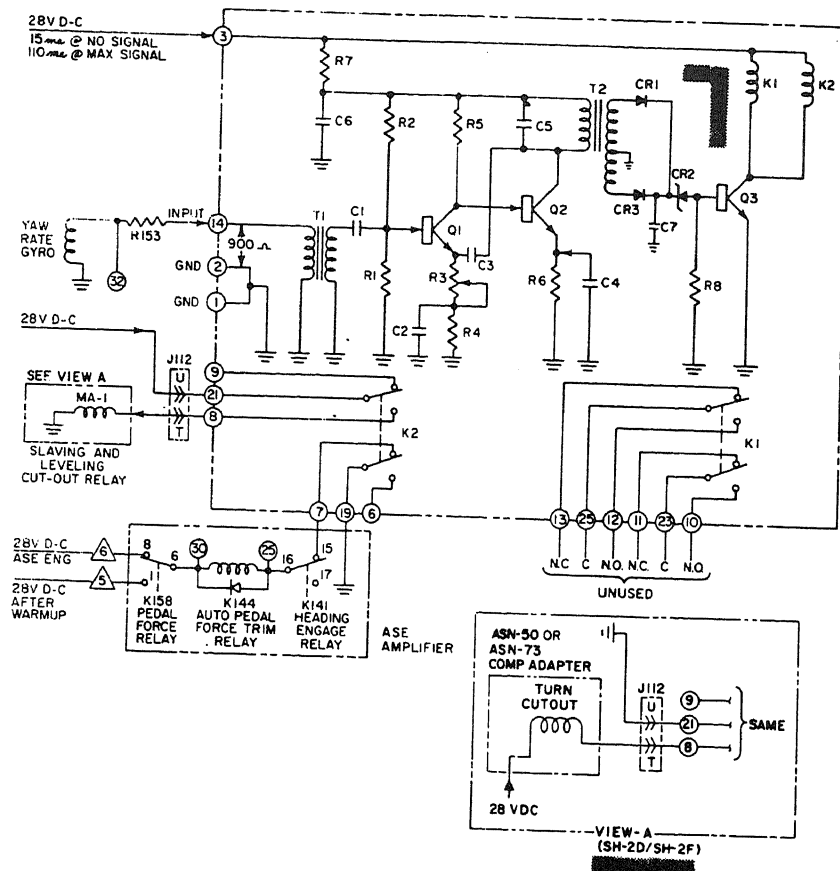 28V D-C
15 ma @ NO SIGNAL
110 ma @ MAX SIGNAL
3
R7
C6
R2
R5
C5
T2
CR1
K1
K2
CR2
CR3
C7
Q3
R8
YAW
RATE
GYRO
32
R153
INPUT
14
900 Ω
GND
2
GND
1
T1
C1
R1
Q1
C3
R3
C2
R4
Q2
R6
C4
28V D-C
SEE VIEW A
MA-1
SLAVING AND
LEVELING
CUT-OUT RELAY
J112
U
T
9
21
8
K2
7
19
6
K1
13
25
12
11
23
10
N.C
C
N.O.
N.C.
C
N.O.
UNUSED
28V D-C
ASE ENG
6
28V D-C
AFTER
WARMUP
5
8
6
1
K158
PEDAL
FORCE
RELAY
30
25
K144
AUTO PEDAL
FORCE TRIM
RELAY
16
15
17
K141
HEADING
ENGAGE
RELAY
ASE
AMPLIFIER
ASN-50 OR
ASN-73
COMP ADAPTER
TURN
CUTOUT
28 VDC
J112
U
T
9
21
8
SAME
VIEW-A
(SH-2D/SH-2F)